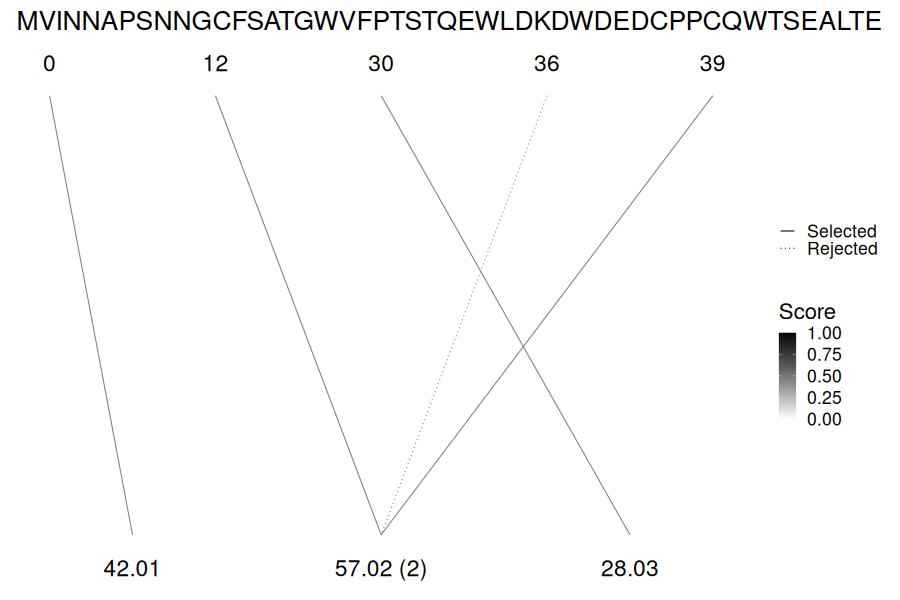 MVINNAPSNNGCFSATGWVFPTSTQEWLDKDWDEDCPPCQWTSEALTE
0 12 30 36 39
Selected
Rejected
Score
1.00
0.75
0.50
0.25
0.00
42.01 57.02 (2) 28.03